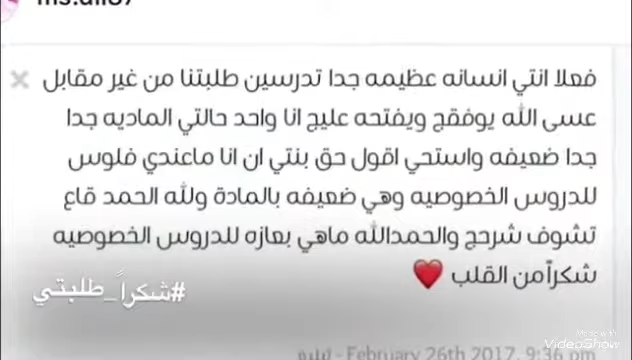 فعلا انتي انسانه عظيمه جدا تدرسين طلبتنا من غير مقابل
عسى الله يوفقج ويفتحه عليج انا واحد حالتي الماديه جدا
جدا ضعيفه واستحي اقول حق بنتي ان انا ماعندي فلوس
للدروس الخصوصيه وهي ضعيفه بالمادة ولله الحمد قاع
تشوف شرحج والحمدالله ماهي بعازه للدروس الخصوصيه
شكراً من القلب ❤️
#شكراً_طلبتي
February 26th 2017, 9:36 pm -
Made with
VideoShow